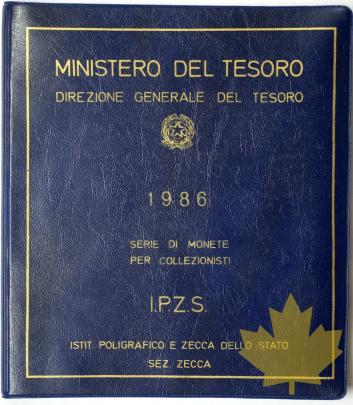 MINISTERO DEL TESORO
DIREZIONE GENERALE DEL TESORO
1986
SERIE DI MONETE
PER COLLEZIONISTI
I.P.Z.S.
ISTIT. POLIGRAFICO E ZECCA DELLO STATO
SEZ. ZECCA